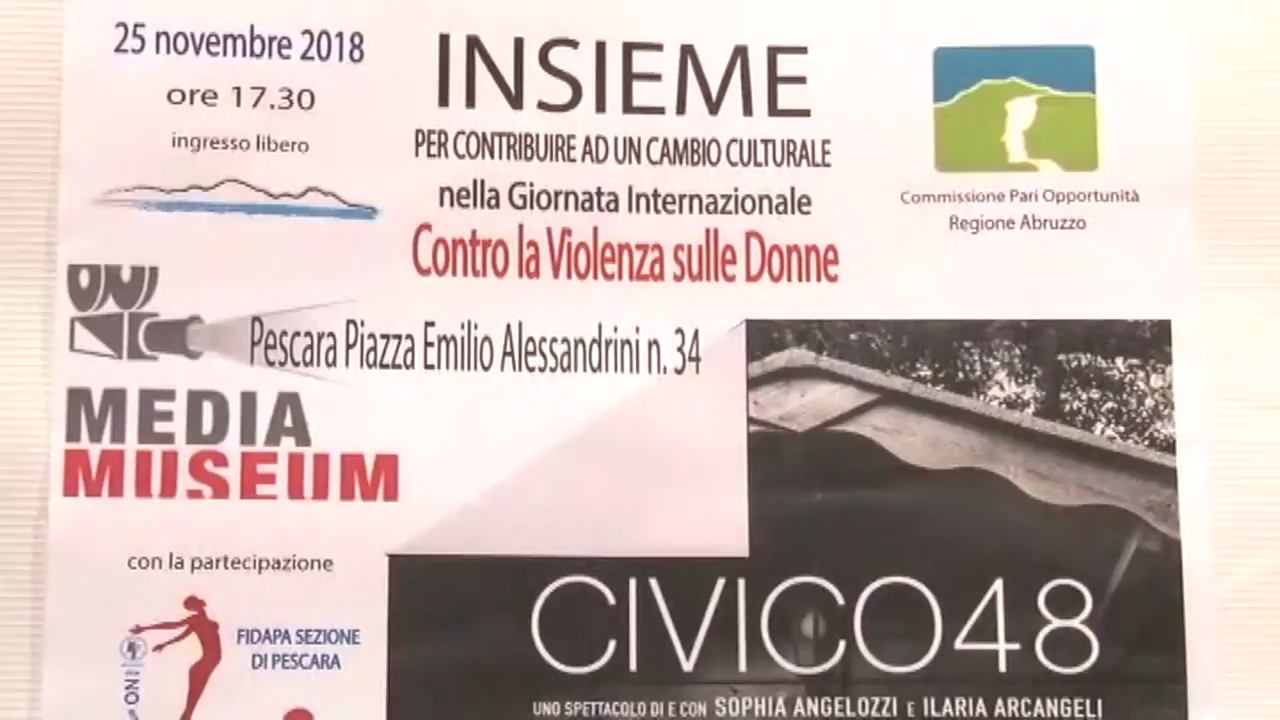 25 novembre 2018
ore 17.30
ingresso libero
INSIEME
PER CONTRIBUIRE AD UN CAMBIO CULTURALE
nella Giornata Internazionale
Contro la Violenza sulle Donne
Commissione Pari Opportunità
Regione Abruzzo
Pescara Piazza Emilio Alessandrini n. 34
MEDIA
MUSEUM
con la partecipazione
FIDAPA SEZIONE
DI PESCARA
CIVICO48
UNO SPETTACOLO DI E CON SOPHIA ANGELOZZI E ILARIA ARCANGELI